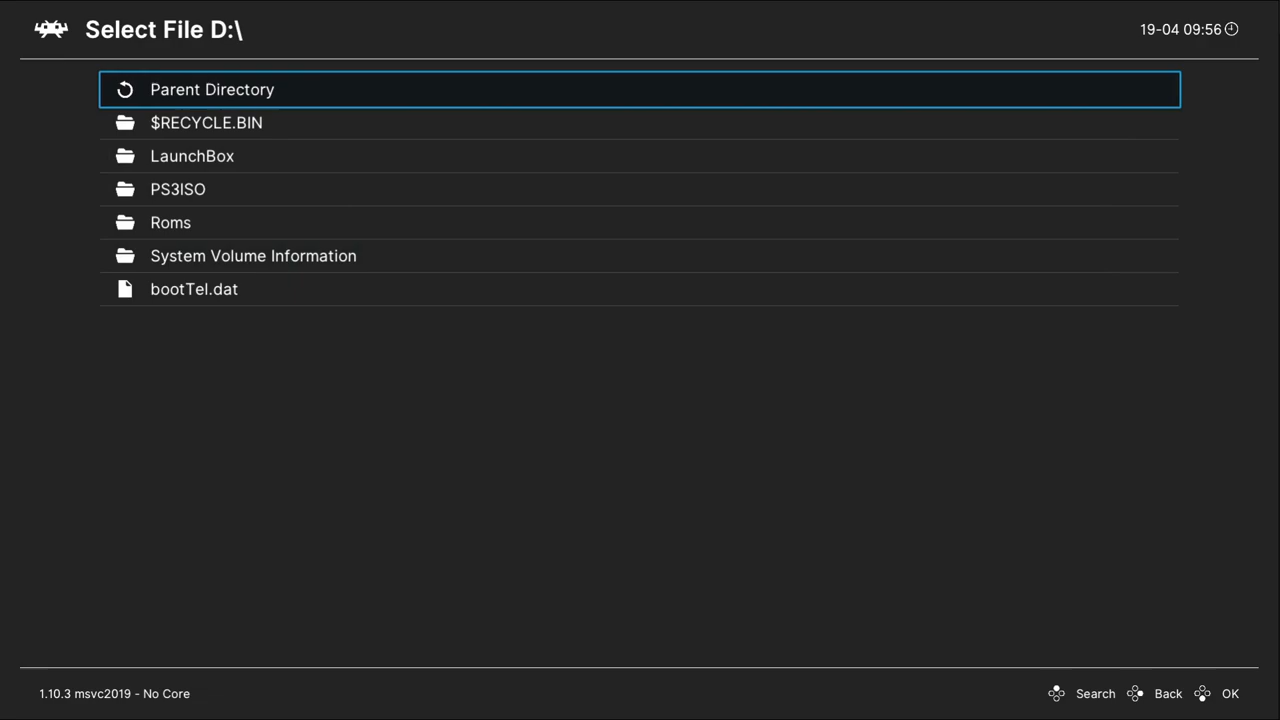 Select File D:\
19-04 09:56
Parent Directory
$RECYCLE.BIN
LaunchBox
PS3ISO
Roms
System Volume Information
bootTel.dat
1.10.3 msvc2019 - No Core
Search Back OK